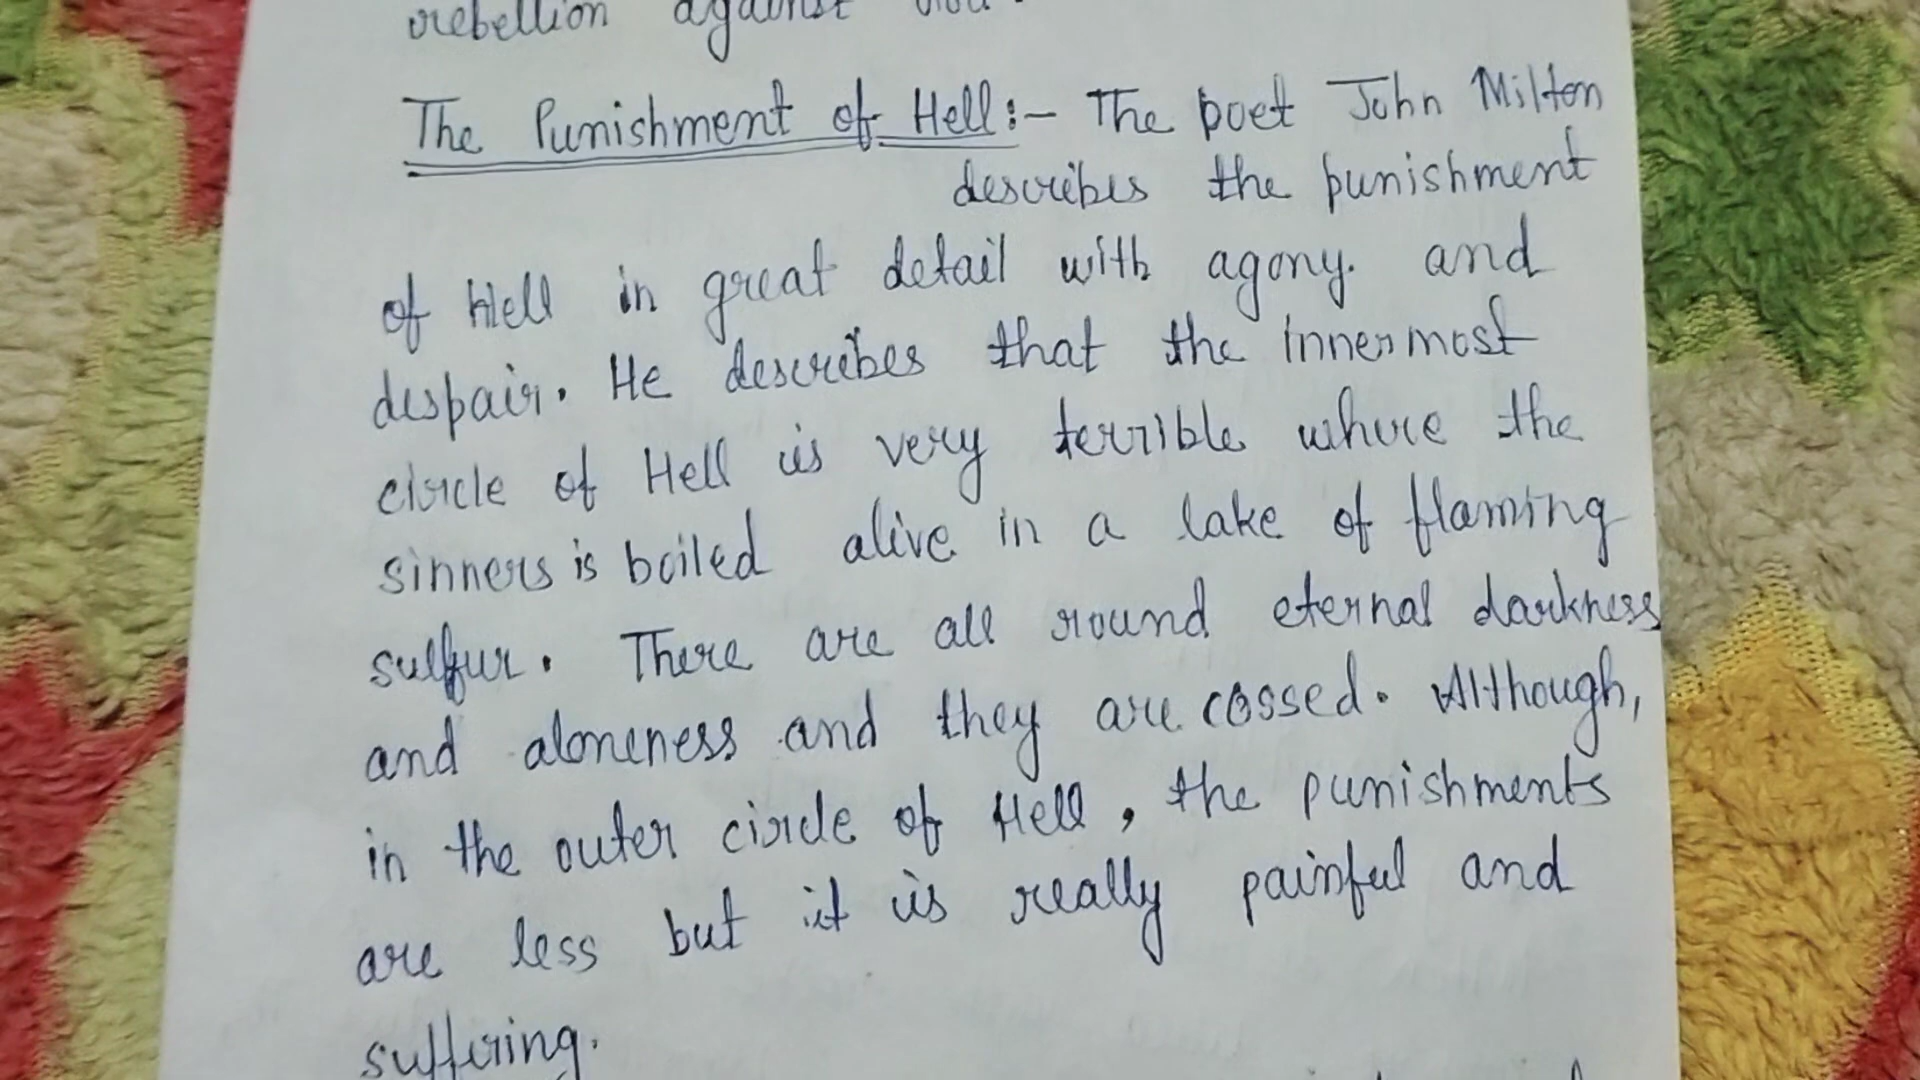 rebellion against God.
The Punishment of Hell:- The poet John Milton
describes the punishment
of Hell in great detail with agony. and
despair. He describes that the innermost
circle of Hell is very terrible where the
sinners is boiled alive in a lake of flaming
sulfur. There are all round eternal darkness
and aloneness and they are cossed. Although,
in the outer circle of Hell, the punishments
are less but it is really painful and
suffering.